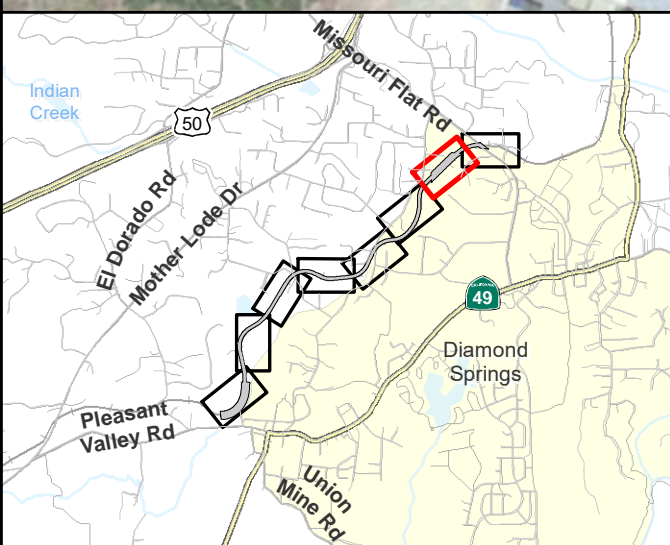 Missouri Flat Rd
Indian
Creek
50
El Dorado Rd
Mother Lode Dr
CALIFORNIA
49
Diamond
Springs
Pleasant
Valley Rd
Union
Mine Rd